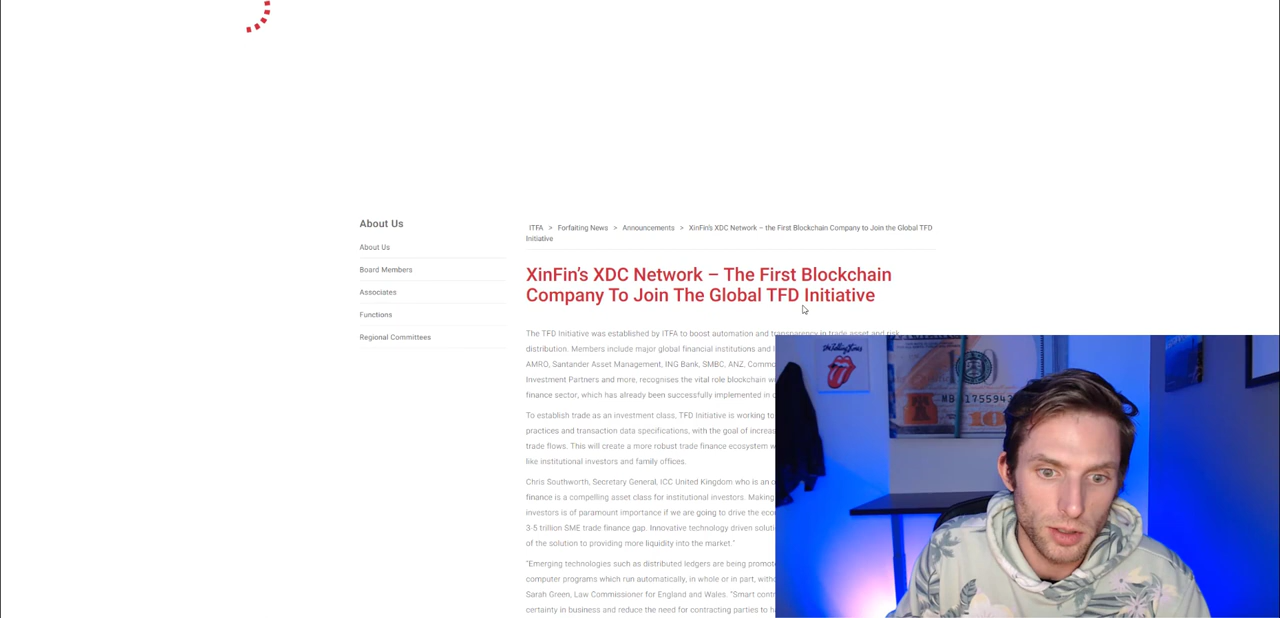 About Us
About Us
Board Members
Associates
Functions
Regional Committees
ITFA > Forfaiting News > Announcements > XinFin's XDC Network – the First Blockchain Company to Join the Global TFD
Initiative
XinFin's XDC Network – The First Blockchain
Company To Join The Global TFD Initiative
The TFD Initiative was established by ITFA to boost automation and transparency in trade asset and risk
distribution. Members include major global financial institutions and
AMRO, Santander Asset Management, ING Bank, SMBC, ANZ,
Investment Partners and more, recognises the vital role blockchain
finance sector, which has already been successfully implemented in
To establish trade as an investment class, TFD Initiative is working to
practices and transaction data specifications, with the goal of
trade flows. This will create a more robust trade finance ecosystem
like institutional investors and family offices.
Chris Southworth, Secretary General, ICC United Kingdom who is an
finance is a compelling asset class for institutional investors. Making
investors is of paramount importance if we are going to drive the
3-5 trillion SME trade finance gap. Innovative technology driven
of the solution to providing more liquidity into the market."
"Emerging technologies such as distributed ledgers are being
computer programs which run automatically, in whole or in part,
Sarah Green, Law Commissioner for England and Wales. "Smart
certainty in business and reduce the need for contracting parties to
The Rolling Stones
MB 1755943
100